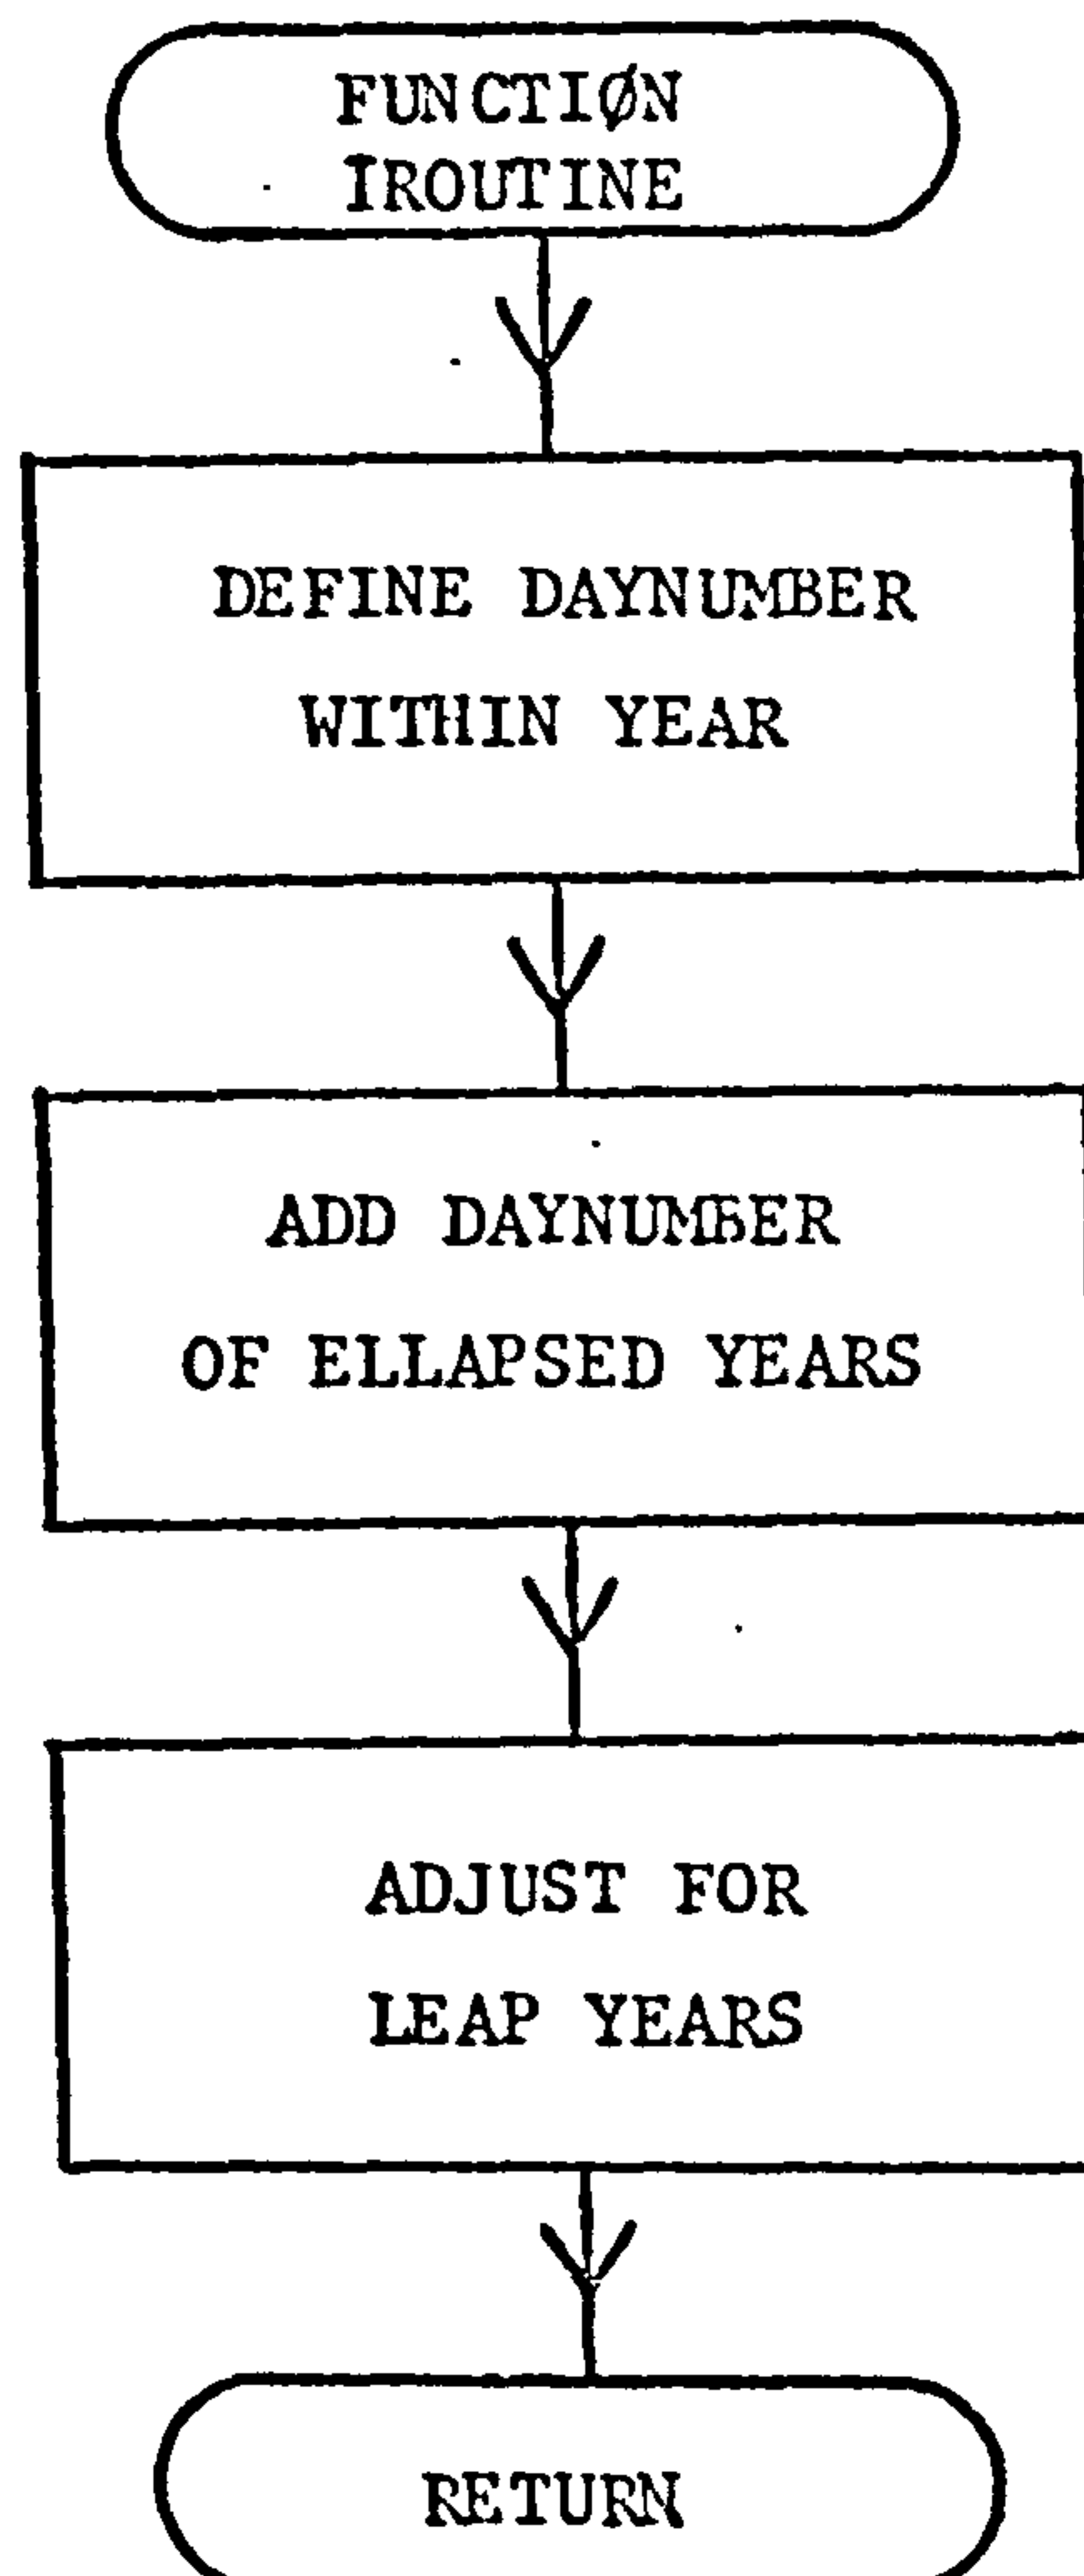 FUNCTIØN
IROUTINE
DEFINE DAYNUMBER
WITHIN YEAR
ADD DAYNUMBER
OF ELLAPSED YEARS
ADJUST FOR
LEAP YEARS
RETURN